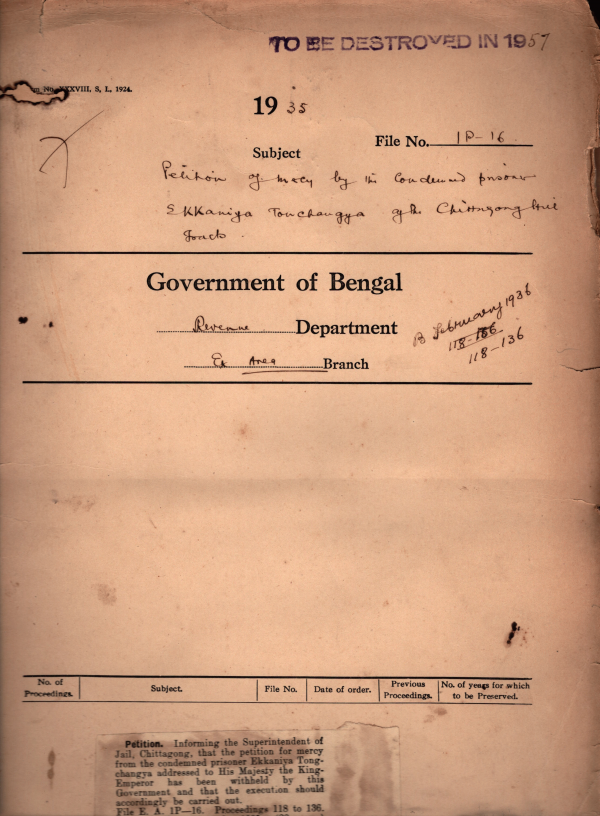 TO BE DESTROYED IN 1957
No. XXXVIII, S. L., 1924.
1935
File No. 1P-16
Subject
Petition of mercy by the condemned prisoner
Ekkaniya Tonchangya of the Chittagong Hill
Tracts.
Government of Bengal
Revenue Department
B February 1936
118-136
Ex Area Branch
118-136
No. of Proceedings. Subject. File No. Date of order. Previous Proceedings. No. of years for which to be Preserved.
Petition. Informing the Superintendent of
Jail, Chittagong, that the petition for mercy
from the condemned prisoner Ekkaniya Tong-
changya addressed to His Majesty the King-
Emperor has been withheld by this
Government and that the execution should
accordingly be carried out.
File E. A. 1P—16. Proceedings 118 to 136.